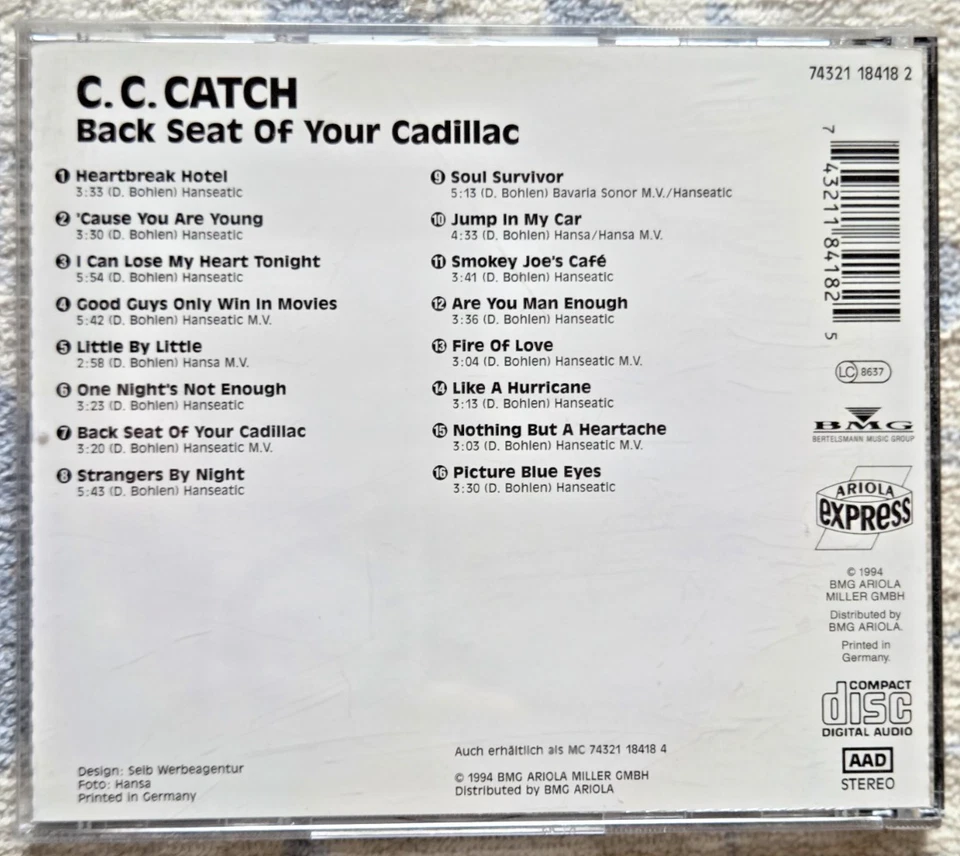 C. C. CATCH
Back Seat Of Your Cadillac
1 Heartbreak Hotel
3:33 (D. Bohlen) Hanseatic
2 'Cause You Are Young
3:30 (D. Bohlen) Hanseatic
3 I Can Lose My Heart Tonight
5:54 (D. Bohlen) Hanseatic
4 Good Guys Only Win In Movies
5:42 (D. Bohlen) Hanseatic M.V.
5 Little By Little
2:58 (D. Bohlen) Hansa M.V.
6 One Night's Not Enough
3:23 (D. Bohlen) Hanseatic
7 Back Seat Of Your Cadillac
3:20 (D. Bohlen) Hanseatic M.V.
8 Strangers By Night
5:43 (D. Bohlen) Hanseatic
9 Soul Survivor
5:13 (D. Bohlen) Bavaria Sonor M.V./Hanseatic
10 Jump In My Car
4:33 (D. Bohlen) Hansa/Hansa M.V.
11 Smokey Joe's Café
3:41 (D. Bohlen) Hanseatic
12 Are You Man Enough
3:36 (D. Bohlen) Hanseatic
13 Fire Of Love
3:04 (D. Bohlen) Hanseatic M.V.
14 Like A Hurricane
3:13 (D. Bohlen) Hanseatic
15 Nothing But A Heartache
3:03 (D. Bohlen) Hanseatic M.V.
16 Picture Blue Eyes
3:30 (D. Bohlen) Hanseatic
Design: Seib Werbeagentur
Foto: Hansa
Printed in Germany
Auch erhältlich als MC 74321 18418 4
© 1994 BMG ARIOLA MILLER GMBH
Distributed by BMG ARIOLA
74321 18418 2
7 43211 84182 5
LC 8637
BMG
BERTELSMANN MUSIC GROUP
ARIOLA
EXPRESS
© 1994
BMG ARIOLA
MILLER GMBH
Distributed by
BMG ARIOLA.
Printed in
Germany.
COMPACT
disc
DIGITAL AUDIO
AAD
STEREO